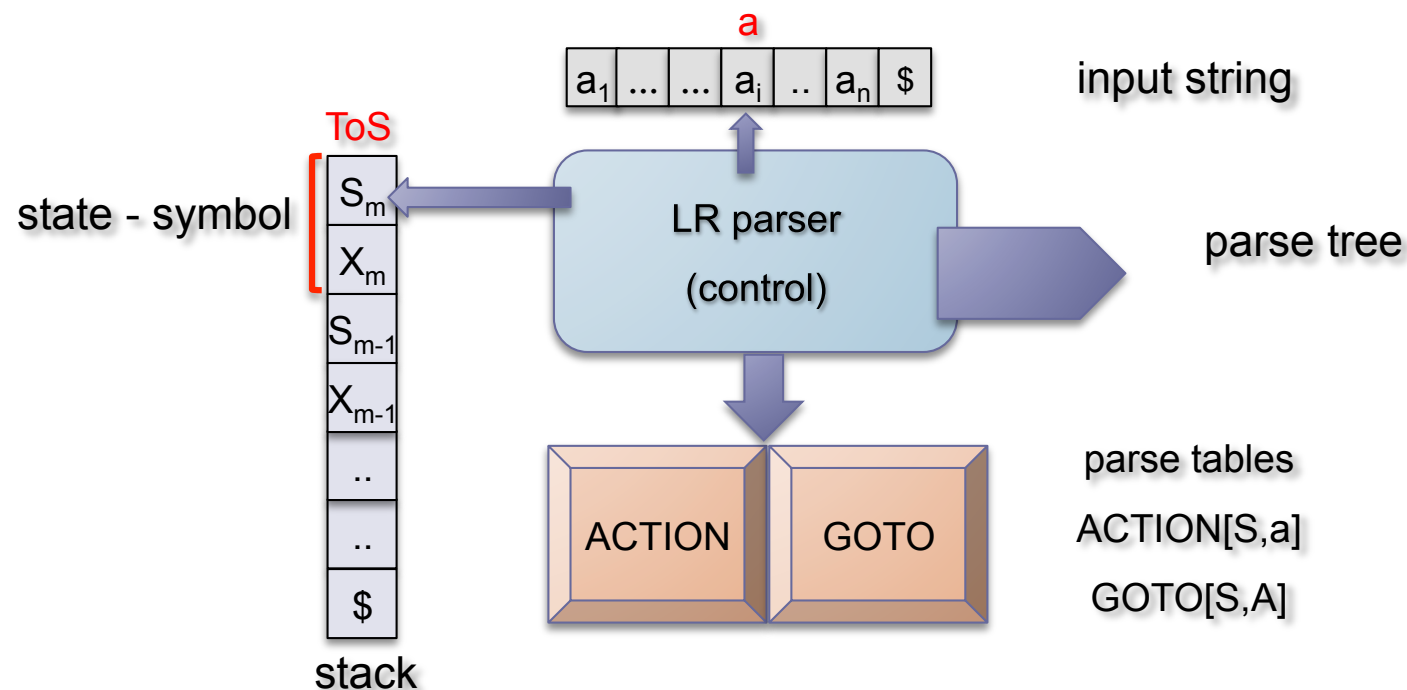 a
a1 ... ... ai .. an $
input string
ToS
Sm
state - symbol
Xm
Sm-1
Xm-1
..
..
$
stack
LR parser
(control)
parse tree
ACTION
GOTO
parse tables
ACTION[S,a]
GOTO[S,A]